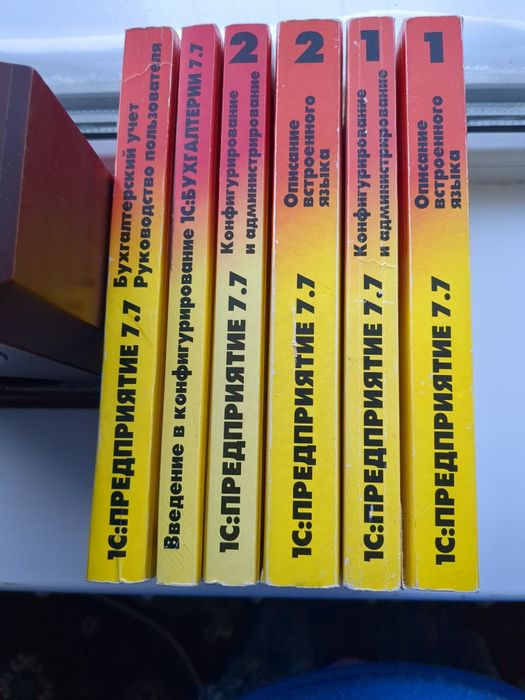 1С:ПРЕДПРИЯТИЕ 7.7
Бухгалтерский учет
Руководство пользователя
Введение в конфигурирование 1С:БУХГАЛТЕРИИ 7.7
1С:ПРЕДПРИЯТИЕ 7.7
Конфигурирование
и администрирование
2
1С:ПРЕДПРИЯТИЕ 7.7
Описание
встроенного
языка
2
1С:ПРЕДПРИЯТИЕ 7.7
Конфигурирование
и администрирование
1
1С:ПРЕДПРИЯТИЕ 7.7
Описание
встроенного
языка
1